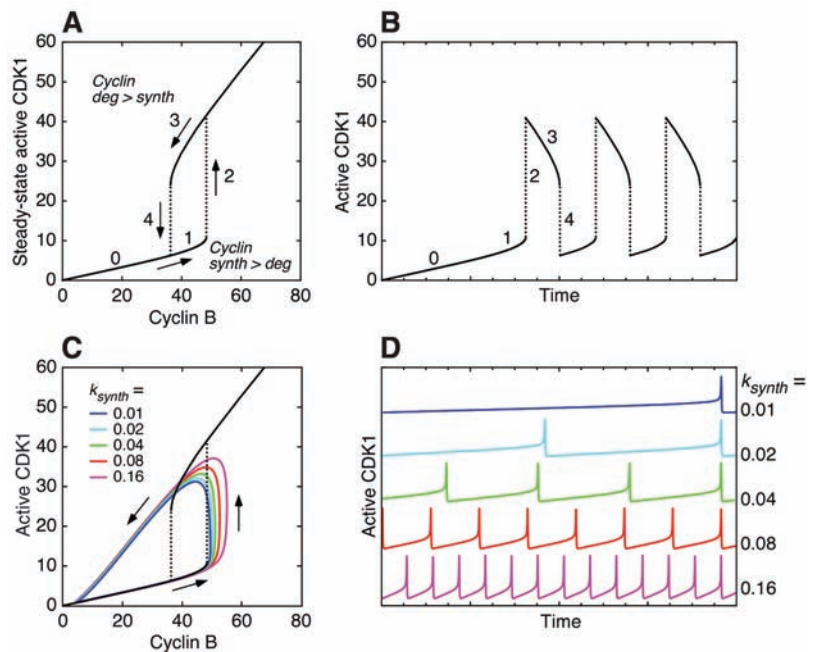 A
B
Steady-state active CDK1
60
50
40
30
20
10
0
Cyclin
deg > synth
3
2
4
1
0
Cyclin
synth > deg
0
20
40
60
80
Cyclin B
Active CDK1
60
50
40
30
20
10
0
3
2
1
4
0
Time
C
D
Active CDK1
60
50
40
30
20
10
0
k synth =
0.01
0.02
0.04
0.08
0.16
0
20
40
60
80
Cyclin B
Active CDK1
k synth =
0.01
0.02
0.04
0.08
0.16
Time